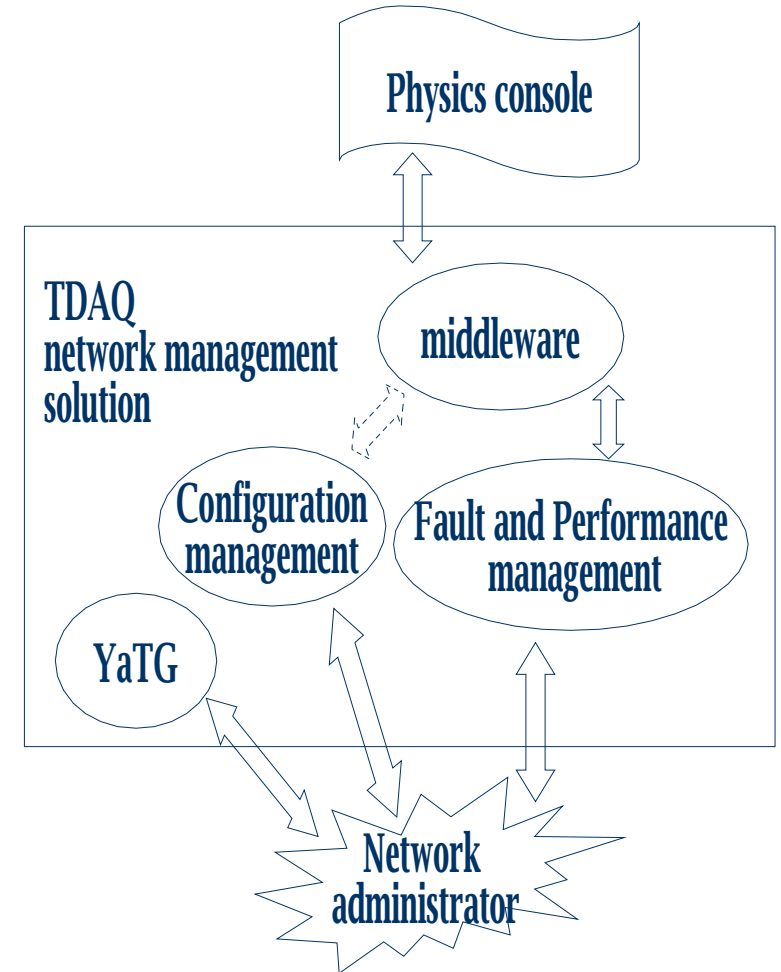 Physics console
TDAQ
network management
solution
middleware
Configuration
management
Fault and Performance
management
YaTG
Network
administrator